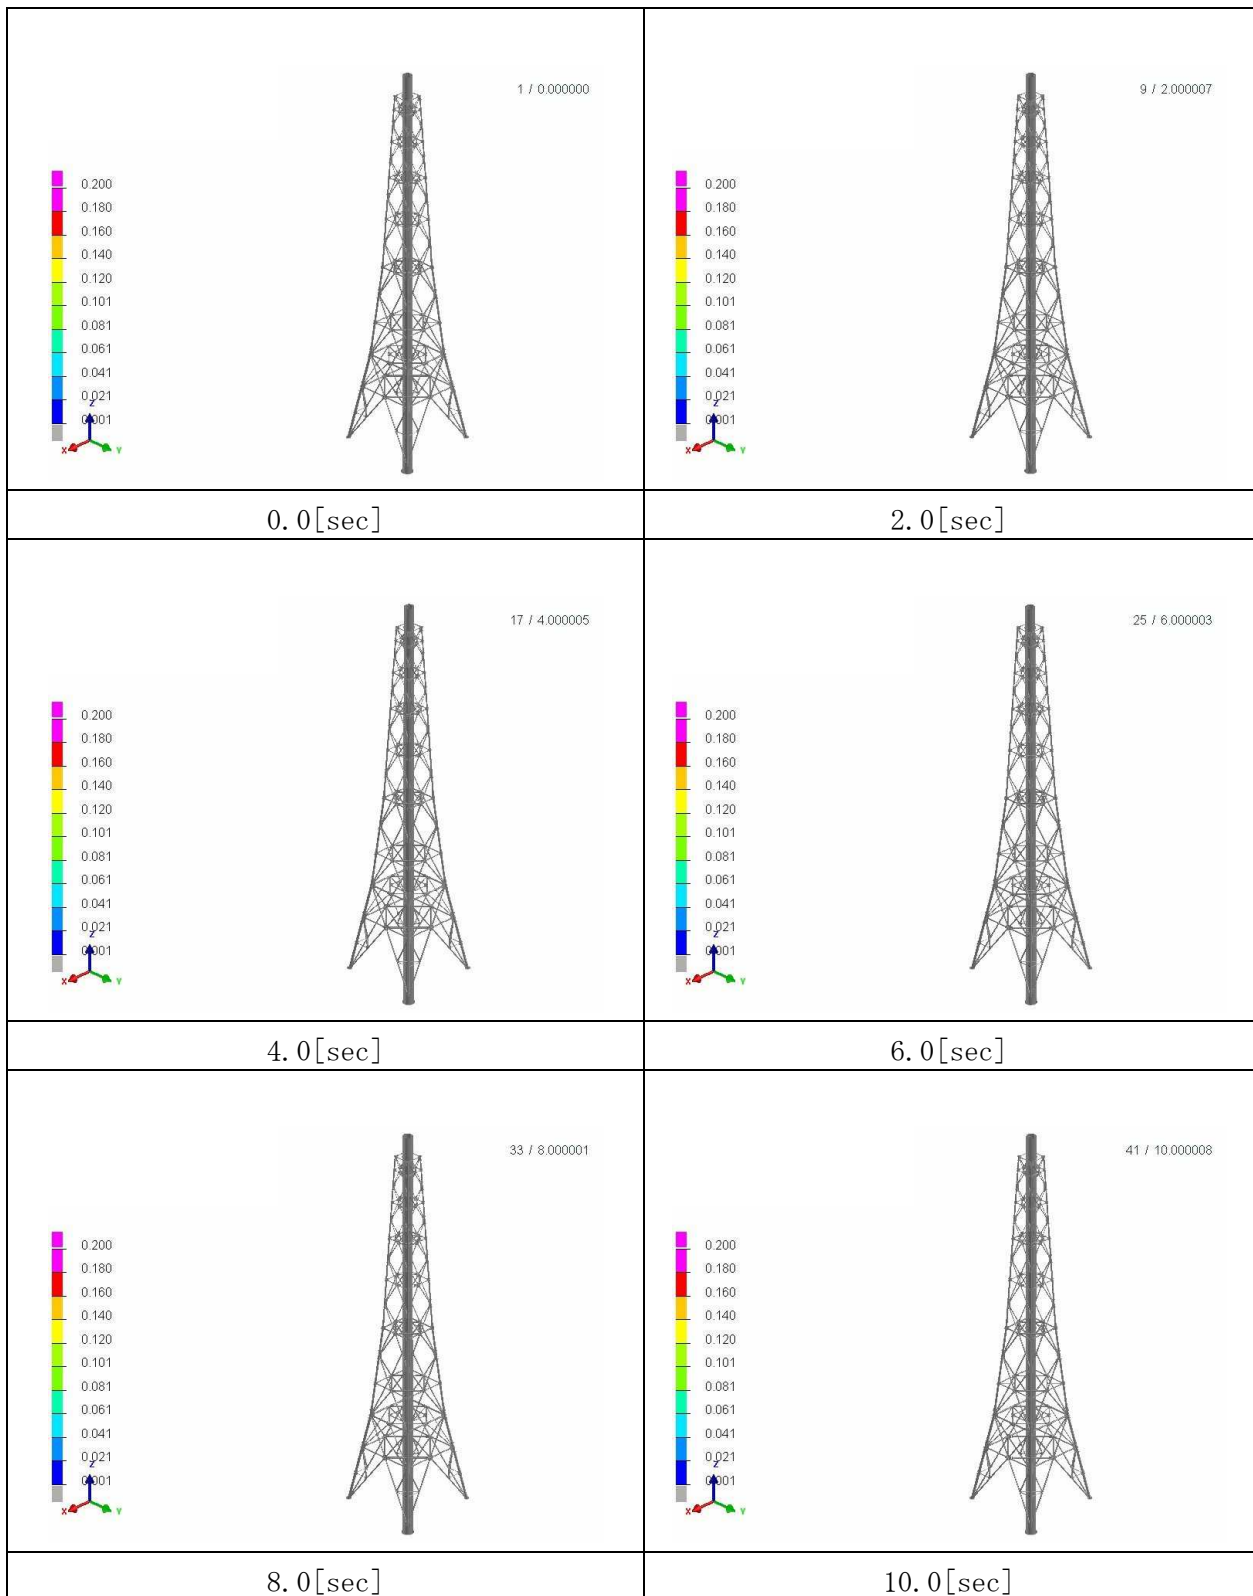 1 / 0.000000
0.200
0.180
0.160
0.140
0.120
0.101
0.081
0.061
0.041
0.021
0.001
Z
X
Y
0.0[sec]
9 / 2.000007
0.200
0.180
0.160
0.140
0.120
0.101
0.081
0.061
0.041
0.021
0.001
Z
X
Y
2.0[sec]
17 / 4.000005
0.200
0.180
0.160
0.140
0.120
0.101
0.081
0.061
0.041
0.021
0.001
Z
X
Y
4.0[sec]
25 / 6.000003
0.200
0.180
0.160
0.140
0.120
0.101
0.081
0.061
0.041
0.021
0.001
Z
X
Y
6.0[sec]
33 / 8.000001
0.200
0.180
0.160
0.140
0.120
0.101
0.081
0.061
0.041
0.021
0.001
Z
X
Y
8.0[sec]
41 / 10.000008
0.200
0.180
0.160
0.140
0.120
0.101
0.081
0.061
0.041
0.021
0.001
Z
X
Y
10.0[sec]